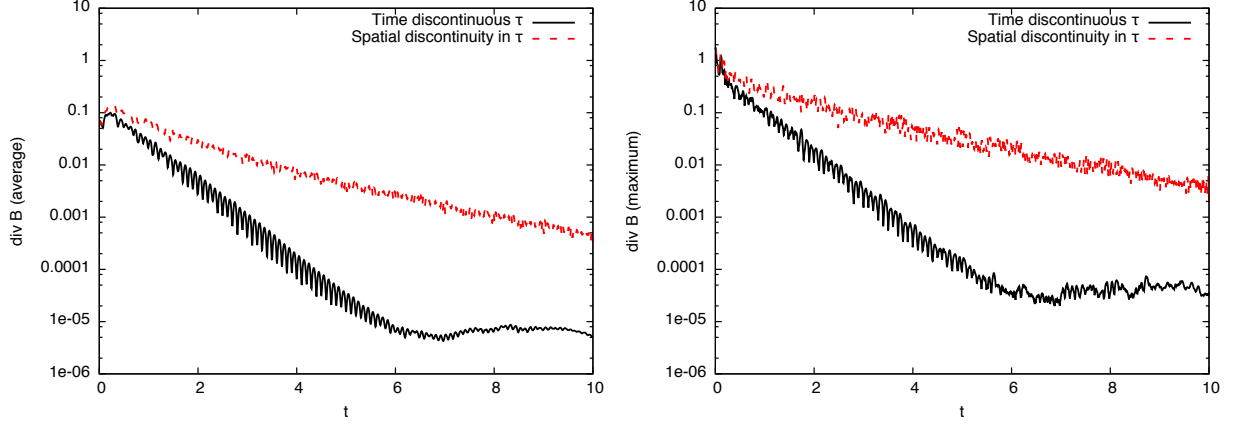 Time discontinuous τ
Spatial discontinuity in τ
10
1
0.1
0.01
0.001
0.0001
1e-05
1e-06
div B (average)
0
2
4
6
8
10
t
Time discontinuous τ
Spatial discontinuity in τ
10
1
0.1
0.01
0.001
0.0001
1e-05
1e-06
div B (maximum)
0
2
4
6
8
10
t